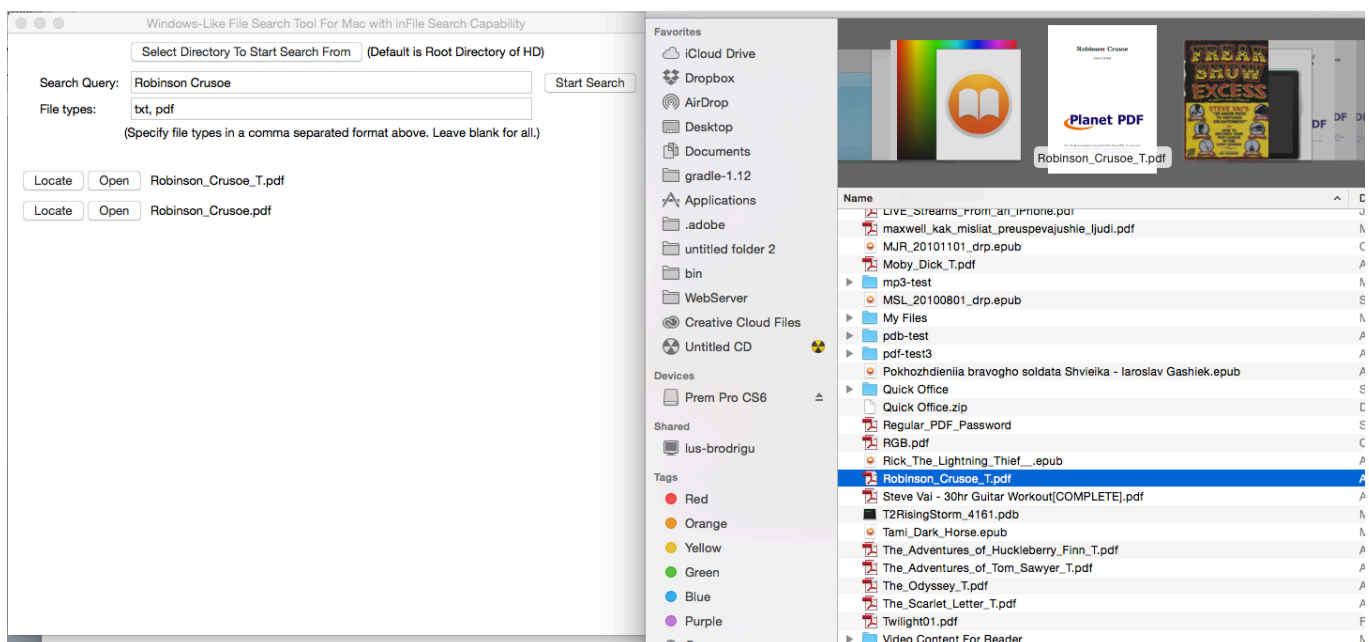 Windows-Like File Search Tool For Mac with inFile Search Capability
Select Directory To Start Search From (Default is Root Directory of HD)
Search Query: Robinson Crusoe Start Search
File types: txt, pdf
(Specify file types in a comma separated format above. Leave blank for all.)
Locate Open Robinson_Crusoe_T.pdf
Locate Open Robinson_Crusoe.pdf
Favorites
iCloud Drive
Dropbox
AirDrop
Desktop
Documents
gradle-1.12
Applications
.adobe
untitled folder 2
bin
WebServer
Creative Cloud Files
Untitled CD
Devices
Prem Pro CS6
Shared
lus-brodrigu
Tags
Red
Orange
Yellow
Green
Blue
Purple
Robinson Crusoe
Planet PDF
Robinson_Crusoe_T.pdf
FREAK
SHOW
EXCESS
STEVE VAI'S
DF
DF
Name
LIVE_Streams_From_an_iPhone.pdf
maxwell_kak_misliat_preuspevajushie_ljudi.pdf
MJR_20101101_drp.epub
Moby_Dick_T.pdf
mp3-test
MSL_20100801_drp.epub
My Files
pdb-test
pdf-test3
Pokhozhdieniia bravogho soldata Shvieika - Iaroslav Gashiek.epub
Quick Office
Quick Office.zip
Regular_PDF_Password
RGB.pdf
Rick_The_Lightning_Thief__.epub
Robinson_Crusoe_T.pdf
Steve Vai - 30hr Guitar Workout[COMPLETE].pdf
T2RisingStorm_4161.pdb
Tami_Dark_Horse.epub
The_Adventures_of_Huckleberry_Finn_T.pdf
The_Adventures_of_Tom_Sawyer_T.pdf
The_Odyssey_T.pdf
The_Scarlet_Letter_T.pdf
Twilight01.pdf
Video Content For Reader